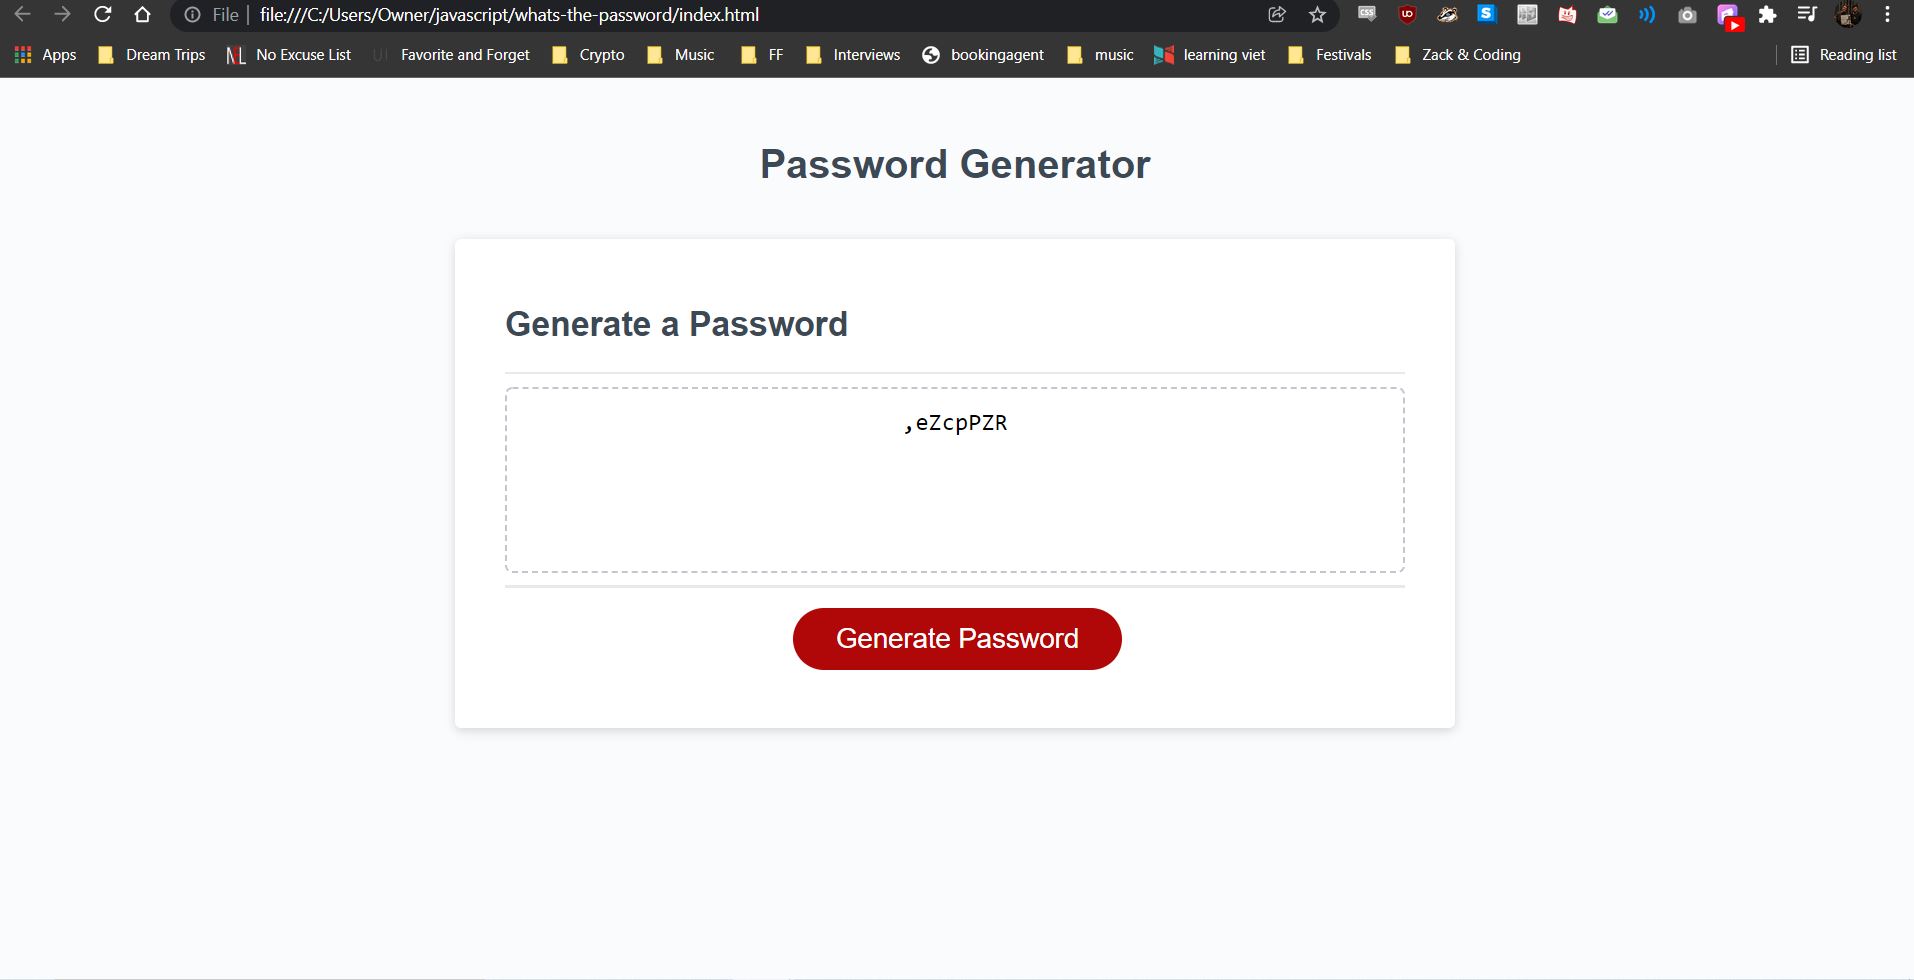 File | file:///C:/Users/Owner/javascript/whats-the-password/index.html
Apps Dream Trips No Excuse List Favorite and Forget Crypto Music FF Interviews bookingagent music learning viet Festivals Zack & Coding Reading list
Password Generator
Generate a Password
,eZcpPZR
Generate Password